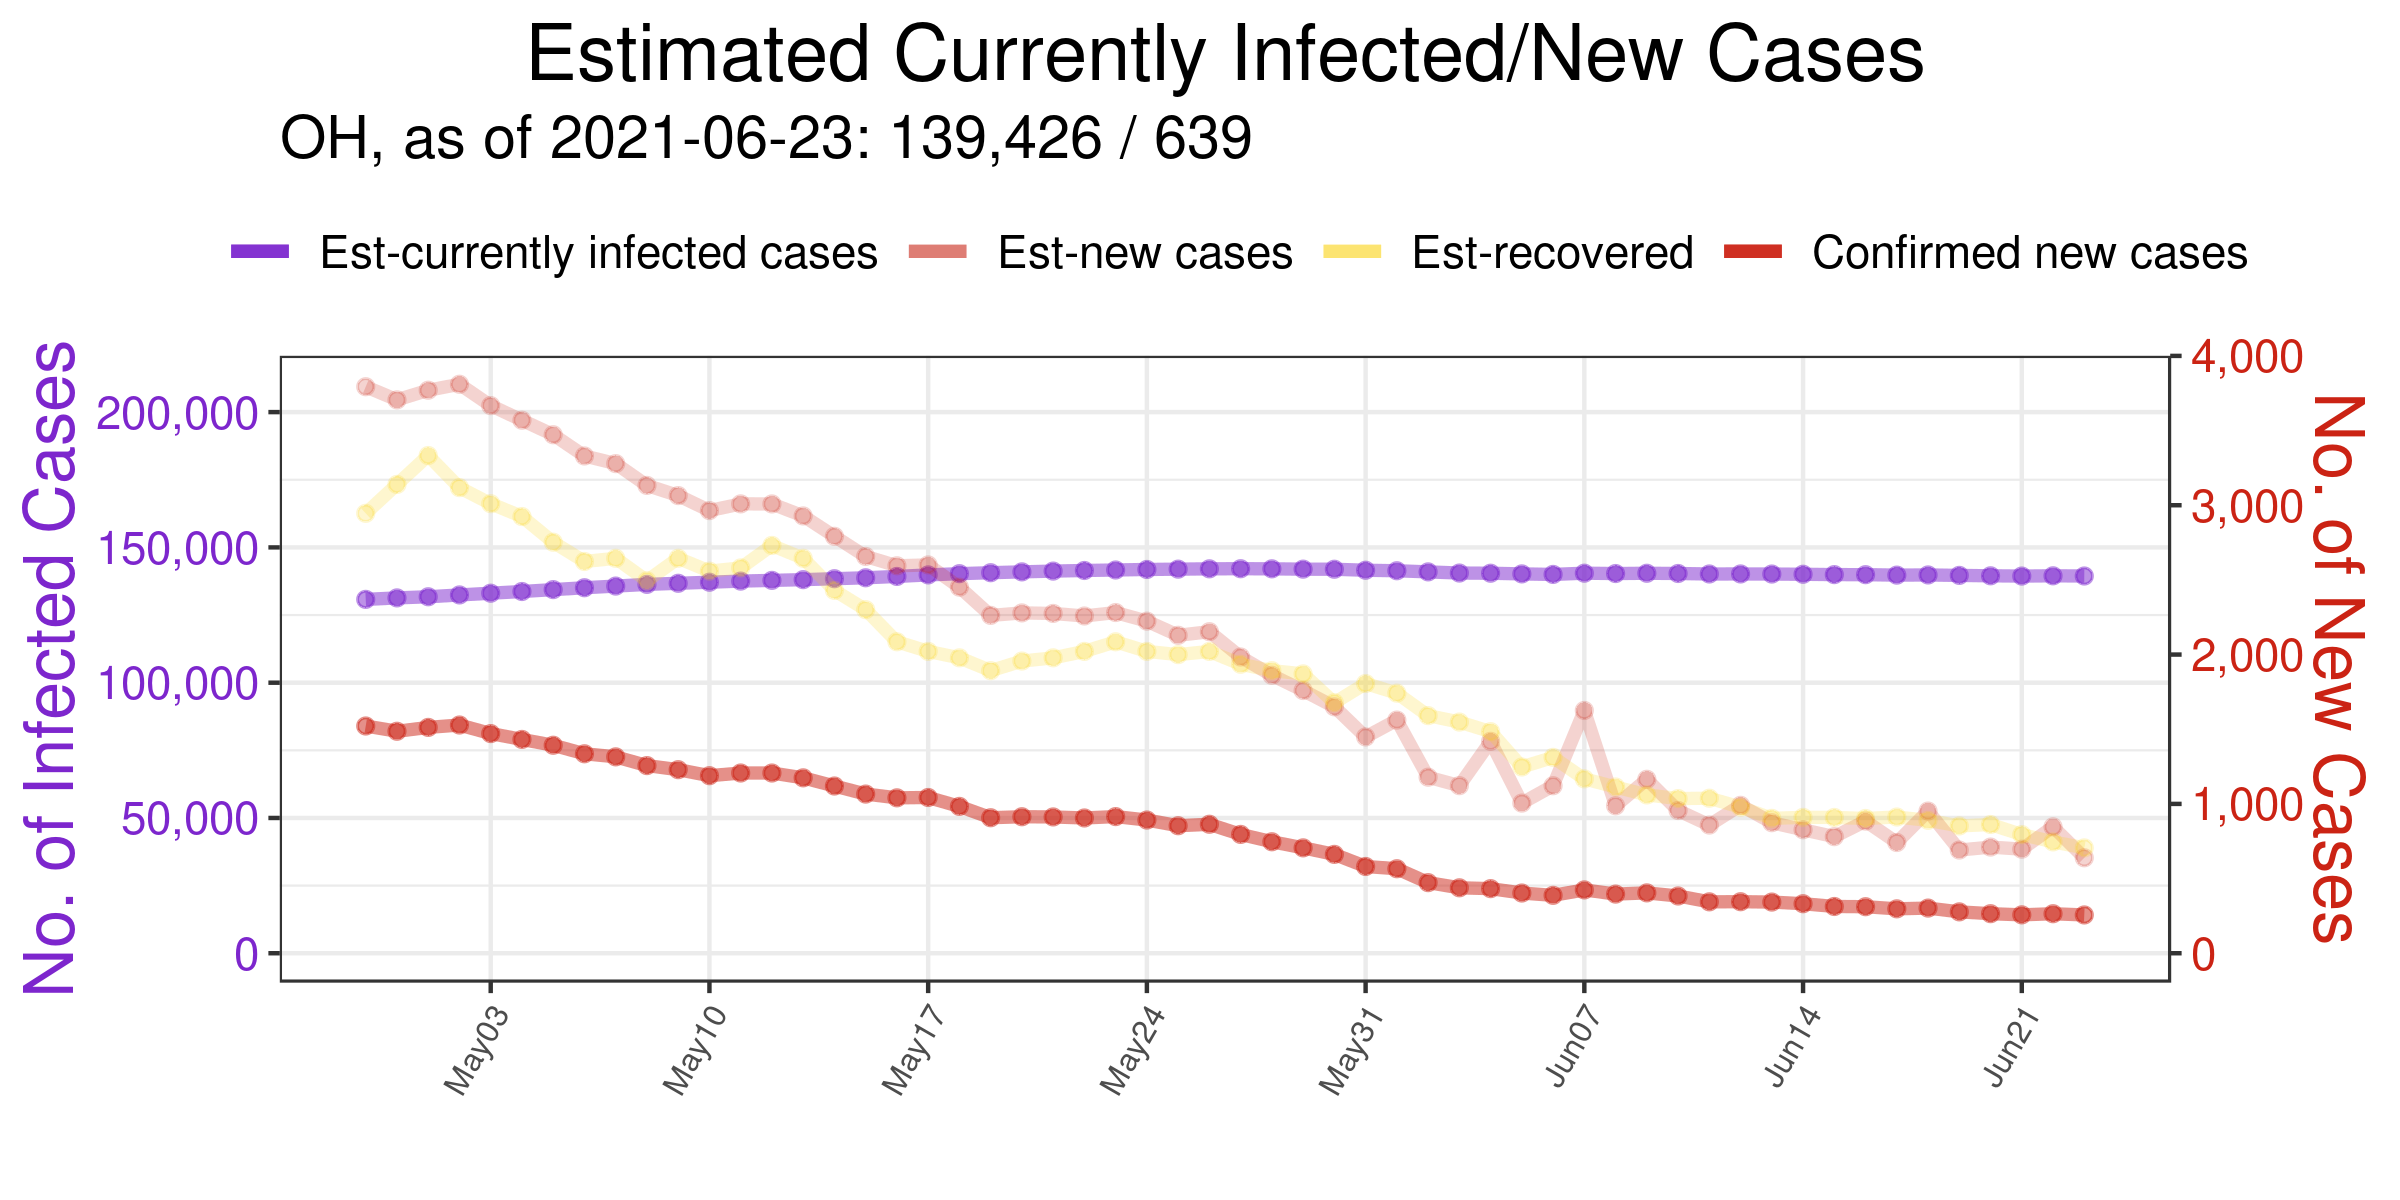 Estimated Currently Infected/New Cases
OH, as of 2021-06-23: 139,426 / 639
Est-currently infected cases Est-new cases Est-recovered Confirmed new cases
No. of Infected Cases
200,000
150,000
100,000
50,000
0
4,000
3,000
2,000
1,000
0
No. of New Cases
May03 May10 May17 May24 May31 Jun07 Jun14 Jun21